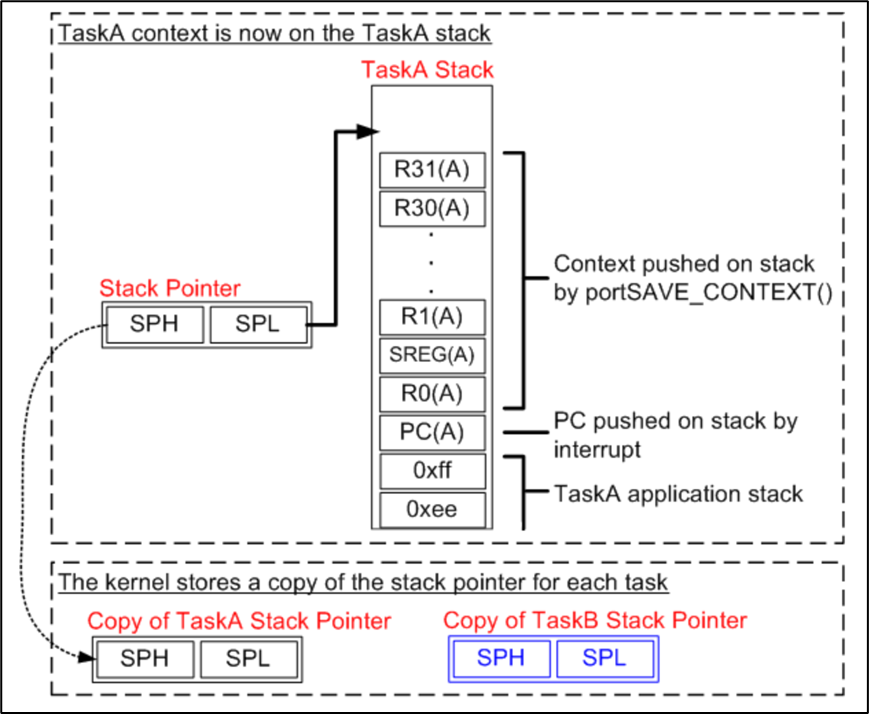 TaskA context is now on the TaskA stack
TaskA Stack
R31(A)
R30(A)
.
.
.
Context pushed on stack
by portSAVE_CONTEXT()
Stack Pointer
SPH
SPL
R1(A)
SREG(A)
R0(A)
PC(A)
PC pushed on stack by
interrupt
0xff
0xee
TaskA application stack
The kernel stores a copy of the stack pointer for each task
Copy of TaskA Stack Pointer
SPH
SPL
Copy of TaskB Stack Pointer
SPH
SPL